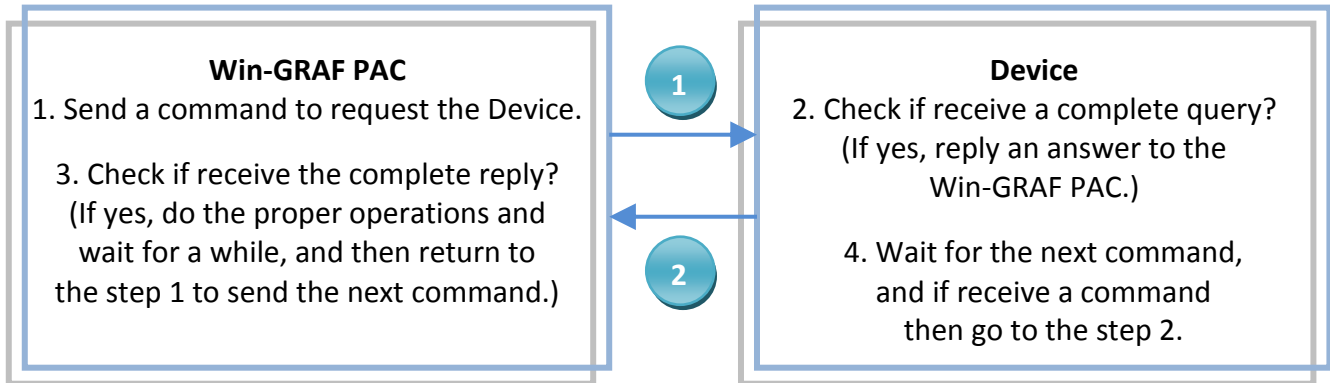 Win-GRAF PAC
1. Send a command to request the Device.
3. Check if receive the complete reply?
(If yes, do the proper operations and
wait for a while, and then return to
the step 1 to send the next command.)
1
2
Device
2. Check if receive a complete query?
(If yes, reply an answer to the
Win-GRAF PAC.)
4. Wait for the next command,
and if receive a command
then go to the step 2.